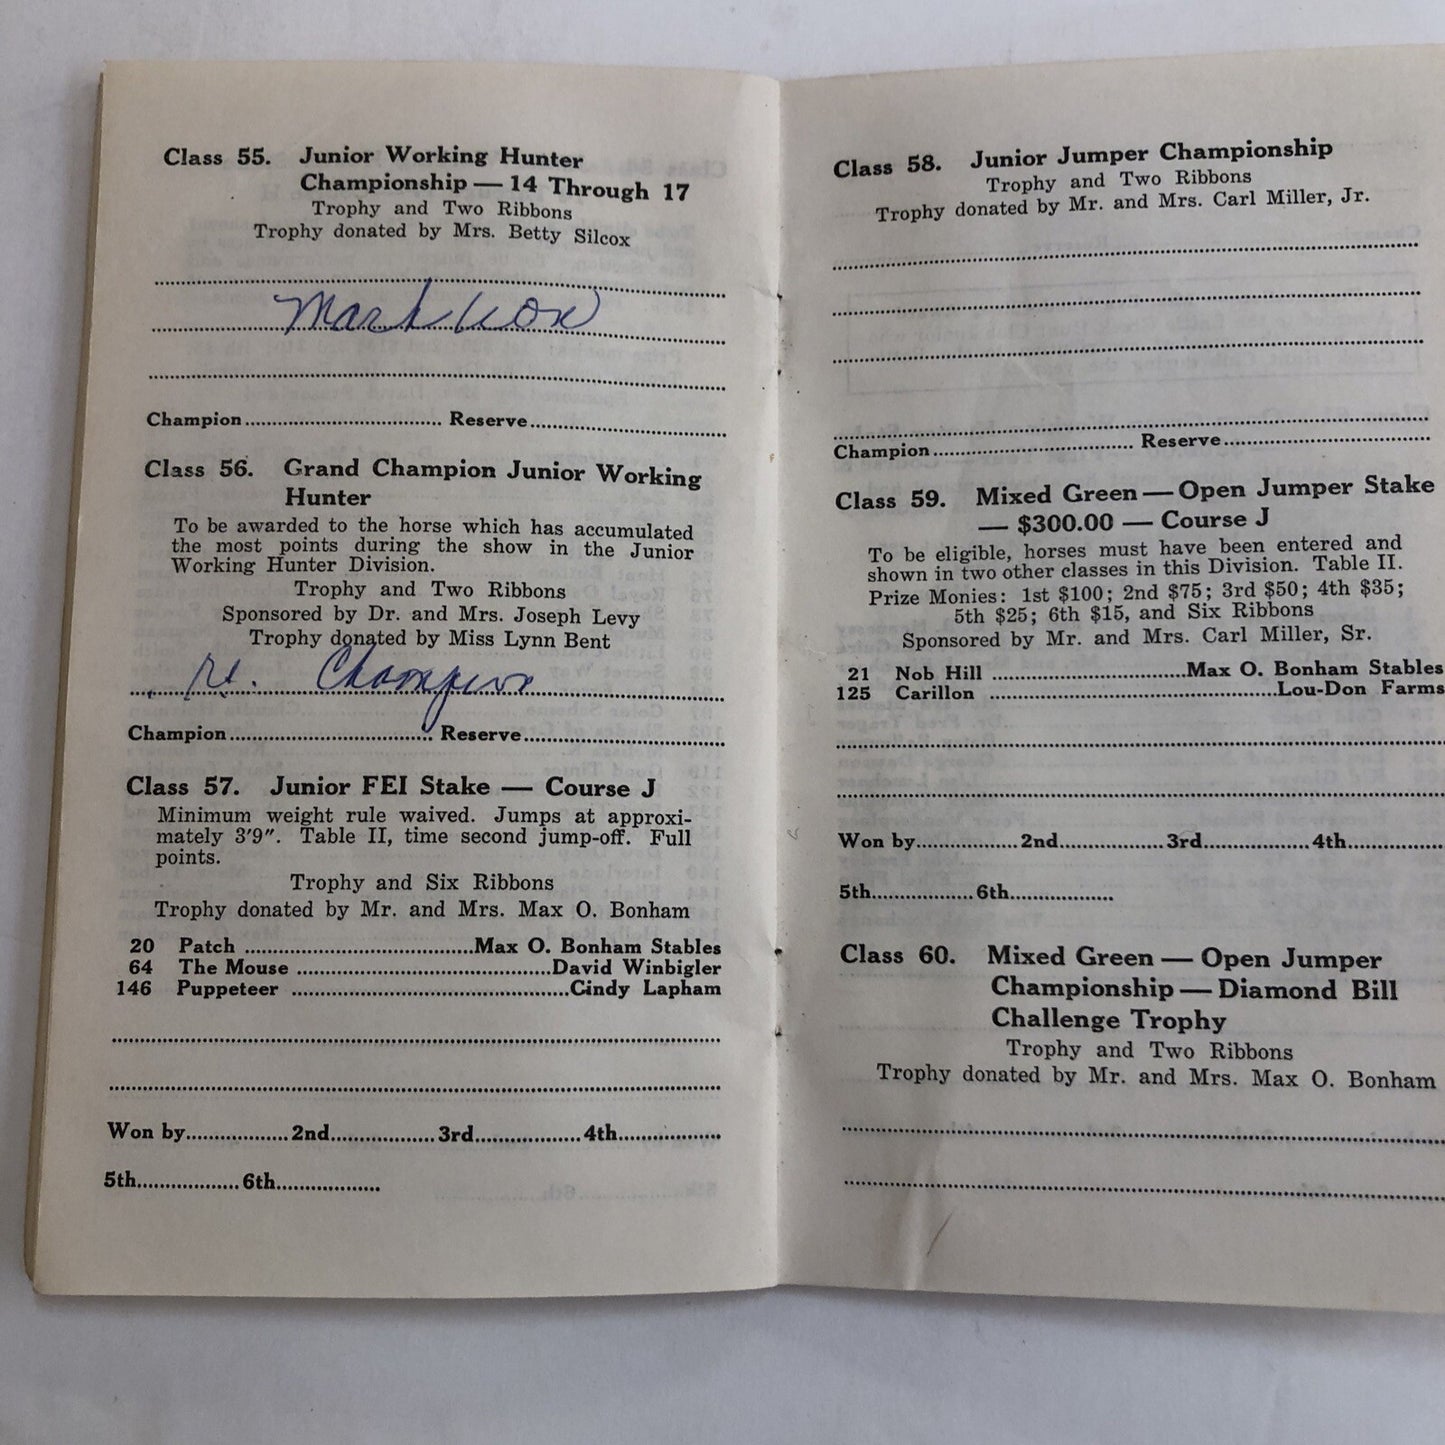 Class 55. Junior Working Hunter
Championship — 14 Through 17
Trophy and Two Ribbons
Trophy donated by Mrs. Betty Silcox
Mark
Champion.................... Reserve....................
Class 56. Grand Champion Junior Working
Hunter
To be awarded to the horse which has accumulated
the most points during the show in the Junior
Working Hunter Division.
Trophy and Two Ribbons
Sponsored by Dr. and Mrs. Joseph Levy
Trophy donated by Miss Lynn Bent
re. Champion
Champion.................... Reserve....................
Class 57. Junior FEI Stake — Course J
Minimum weight rule waived. Jumps at approxi-
mately 3'9". Table II, time second jump-off. Full
points.
Trophy and Six Ribbons
Trophy donated by Mr. and Mrs. Max O. Bonham
20 Patch ....................Max O. Bonham Stables
64 The Mouse ....................David Winbigler
146 Puppeteer ....................Cindy Lapham
Won by..................2nd..................3rd..................4th..................
5th..................6th..................
Class 58. Junior Jumper Championship
Trophy and Two Ribbons
Trophy donated by Mr. and Mrs. Carl Miller, Jr.
Champion.................... Reserve....................
Class 59. Mixed Green — Open Jumper Stake
— $300.00 — Course J
To be eligible, horses must have been entered and
shown in two other classes in this Division. Table II.
Prize Monies: 1st $100; 2nd $75; 3rd $50; 4th $35;
5th $25; 6th $15, and Six Ribbons
Sponsored by Mr. and Mrs. Carl Miller, Sr.
21 Nob Hill ....................Max O. Bonham Stables
125 Carillon ....................Lou-Don Farms
Won by..................2nd..................3rd..................4th..................
5th..................6th..................
Class 60. Mixed Green — Open Jumper
Championship — Diamond Bill
Challenge Trophy
Trophy and Two Ribbons
Trophy donated by Mr. and Mrs. Max O. Bonham